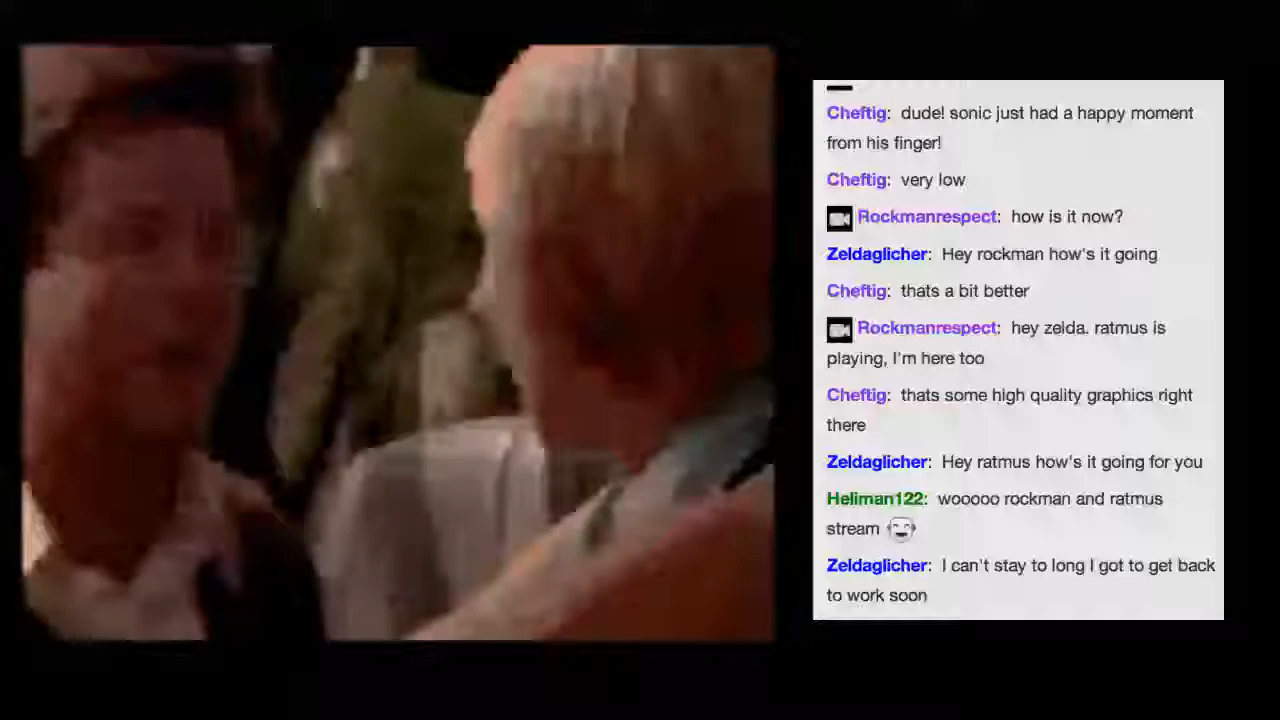 Cheftig: dude! sonic just had a happy moment
from his finger!
Cheftig: very low
Rockmanrespect: how is it now?
Zeldaglicher: Hey rockman how's it going
Cheftig: thats a bit better
Rockmanrespect: hey zelda. ratmus is
playing, I'm here too
Cheftig: thats some high quality graphics right
there
Zeldaglicher: Hey ratmus how's it going for you
Heliman122: wooooo rockman and ratmus
stream
Zeldaglicher: I can't stay to long I got to get back
to work soon